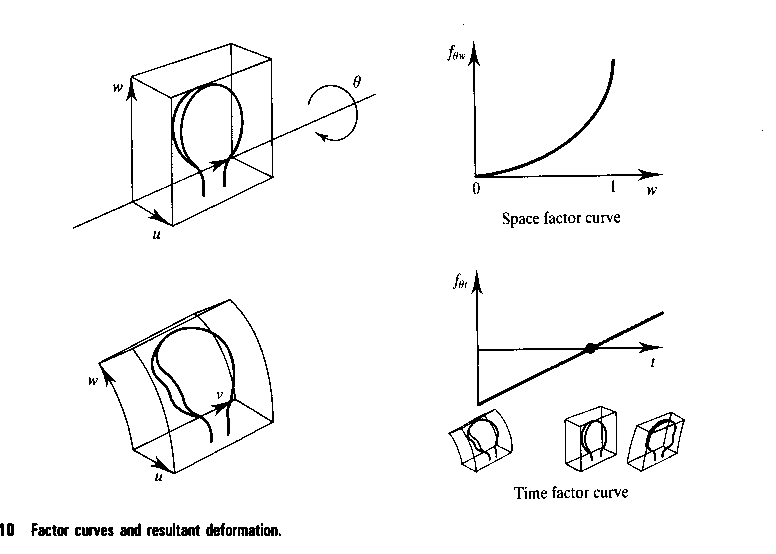 w
θ
u
f_θw
0
1
w
Space factor curve
w
v
u
f_θt
t
Time factor curve
10 Factor curves and resultant deformation.